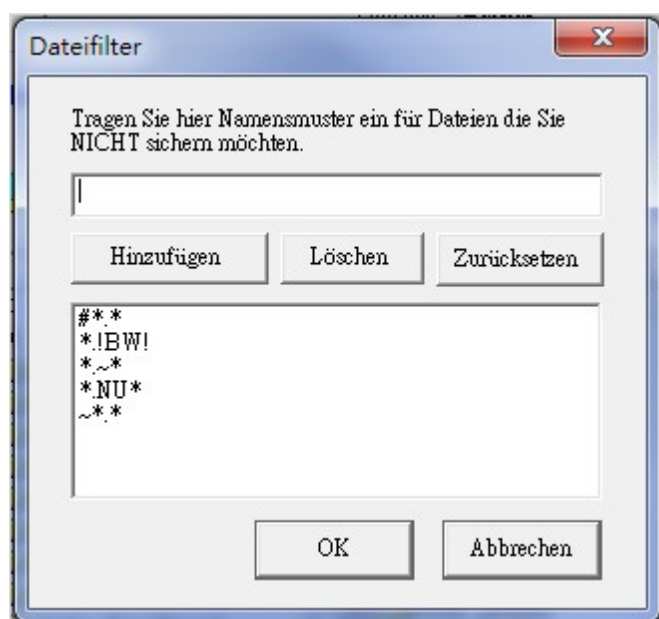 Dateifilter
Tragen Sie hier Namensmuster ein für Dateien die Sie
NICHT sichern möchten.
Hinzufügen
Löschen
Zurücksetzen
#*.*
*.!BW!
*.~*
*.NU*
~*.*
OK
Abbrechen